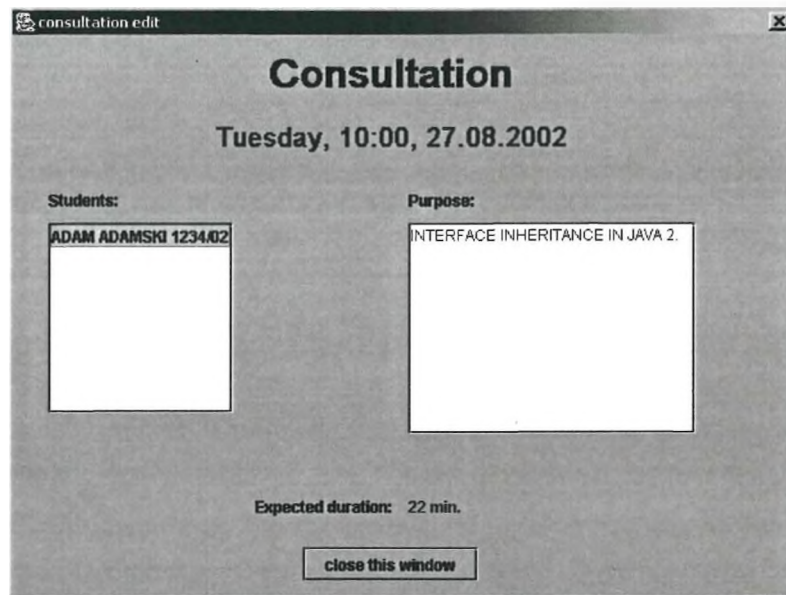 consultation edit
Consultation
Tuesday, 10:00, 27.08.2002
Students:
Purpose:
ADAM ADAMSKI 1234/02
INTERFACE INHERITANCE IN JAVA 2.
Expected duration: 22 min.
close this window